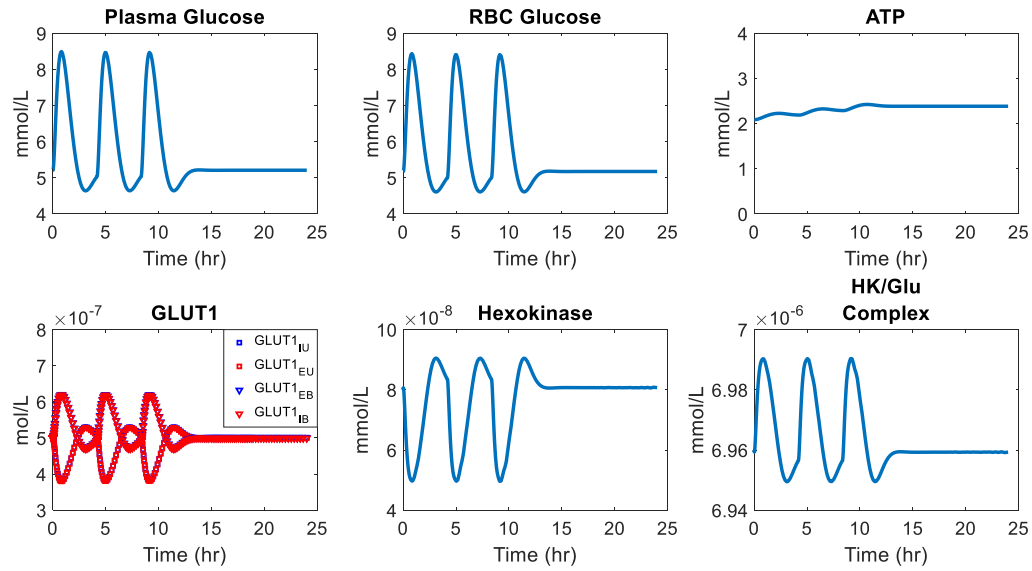 Plasma Glucose
mmol/L
9
8
7
6
5
4
0 5 10 15 20 25
Time (hr)
RBC Glucose
mmol/L
9
8
7
6
5
4
0 5 10 15 20 25
Time (hr)
ATP
mmol/L
4
3
2
1
0
0 5 10 15 20 25
Time (hr)
GLUT1
×10-7
mol/L
8
7
6
5
4
3
GLUT1IU
GLUT1EU
GLUT1EB
GLUT1IB
0 5 10 15 20 25
Time (hr)
Hexokinase
×10-8
mmol/L
10
8
6
4
0 5 10 15 20 25
Time (hr)
HK/Glu
Complex
×10-6
mmol/L
7
6.98
6.96
6.94
0 5 10 15 20 25
Time (hr)